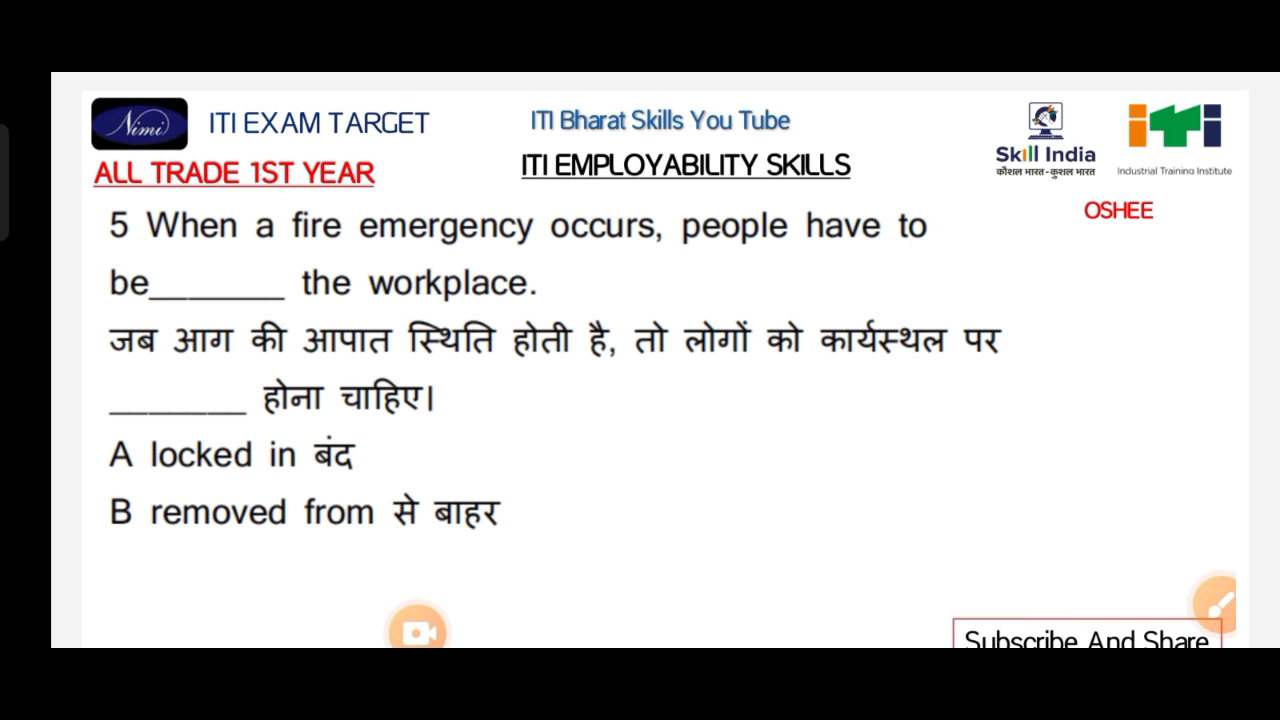 Nimi
ITI EXAM TARGET
ITI Bharat Skills You Tube
ALL TRADE 1ST YEAR
ITI EMPLOYABILITY SKILLS
Skill India
कौशल भारत-कुशल भारत
iTi
Industrial Training Institute
OSHEE
5 When a fire emergency occurs, people have to
be_______ the workplace.
जब आग की आपात स्थिति होती है, तो लोगों को कार्यस्थल पर
_______ होना चाहिए।
A locked in बंद
B removed from से बाहर
Subscribe And Share